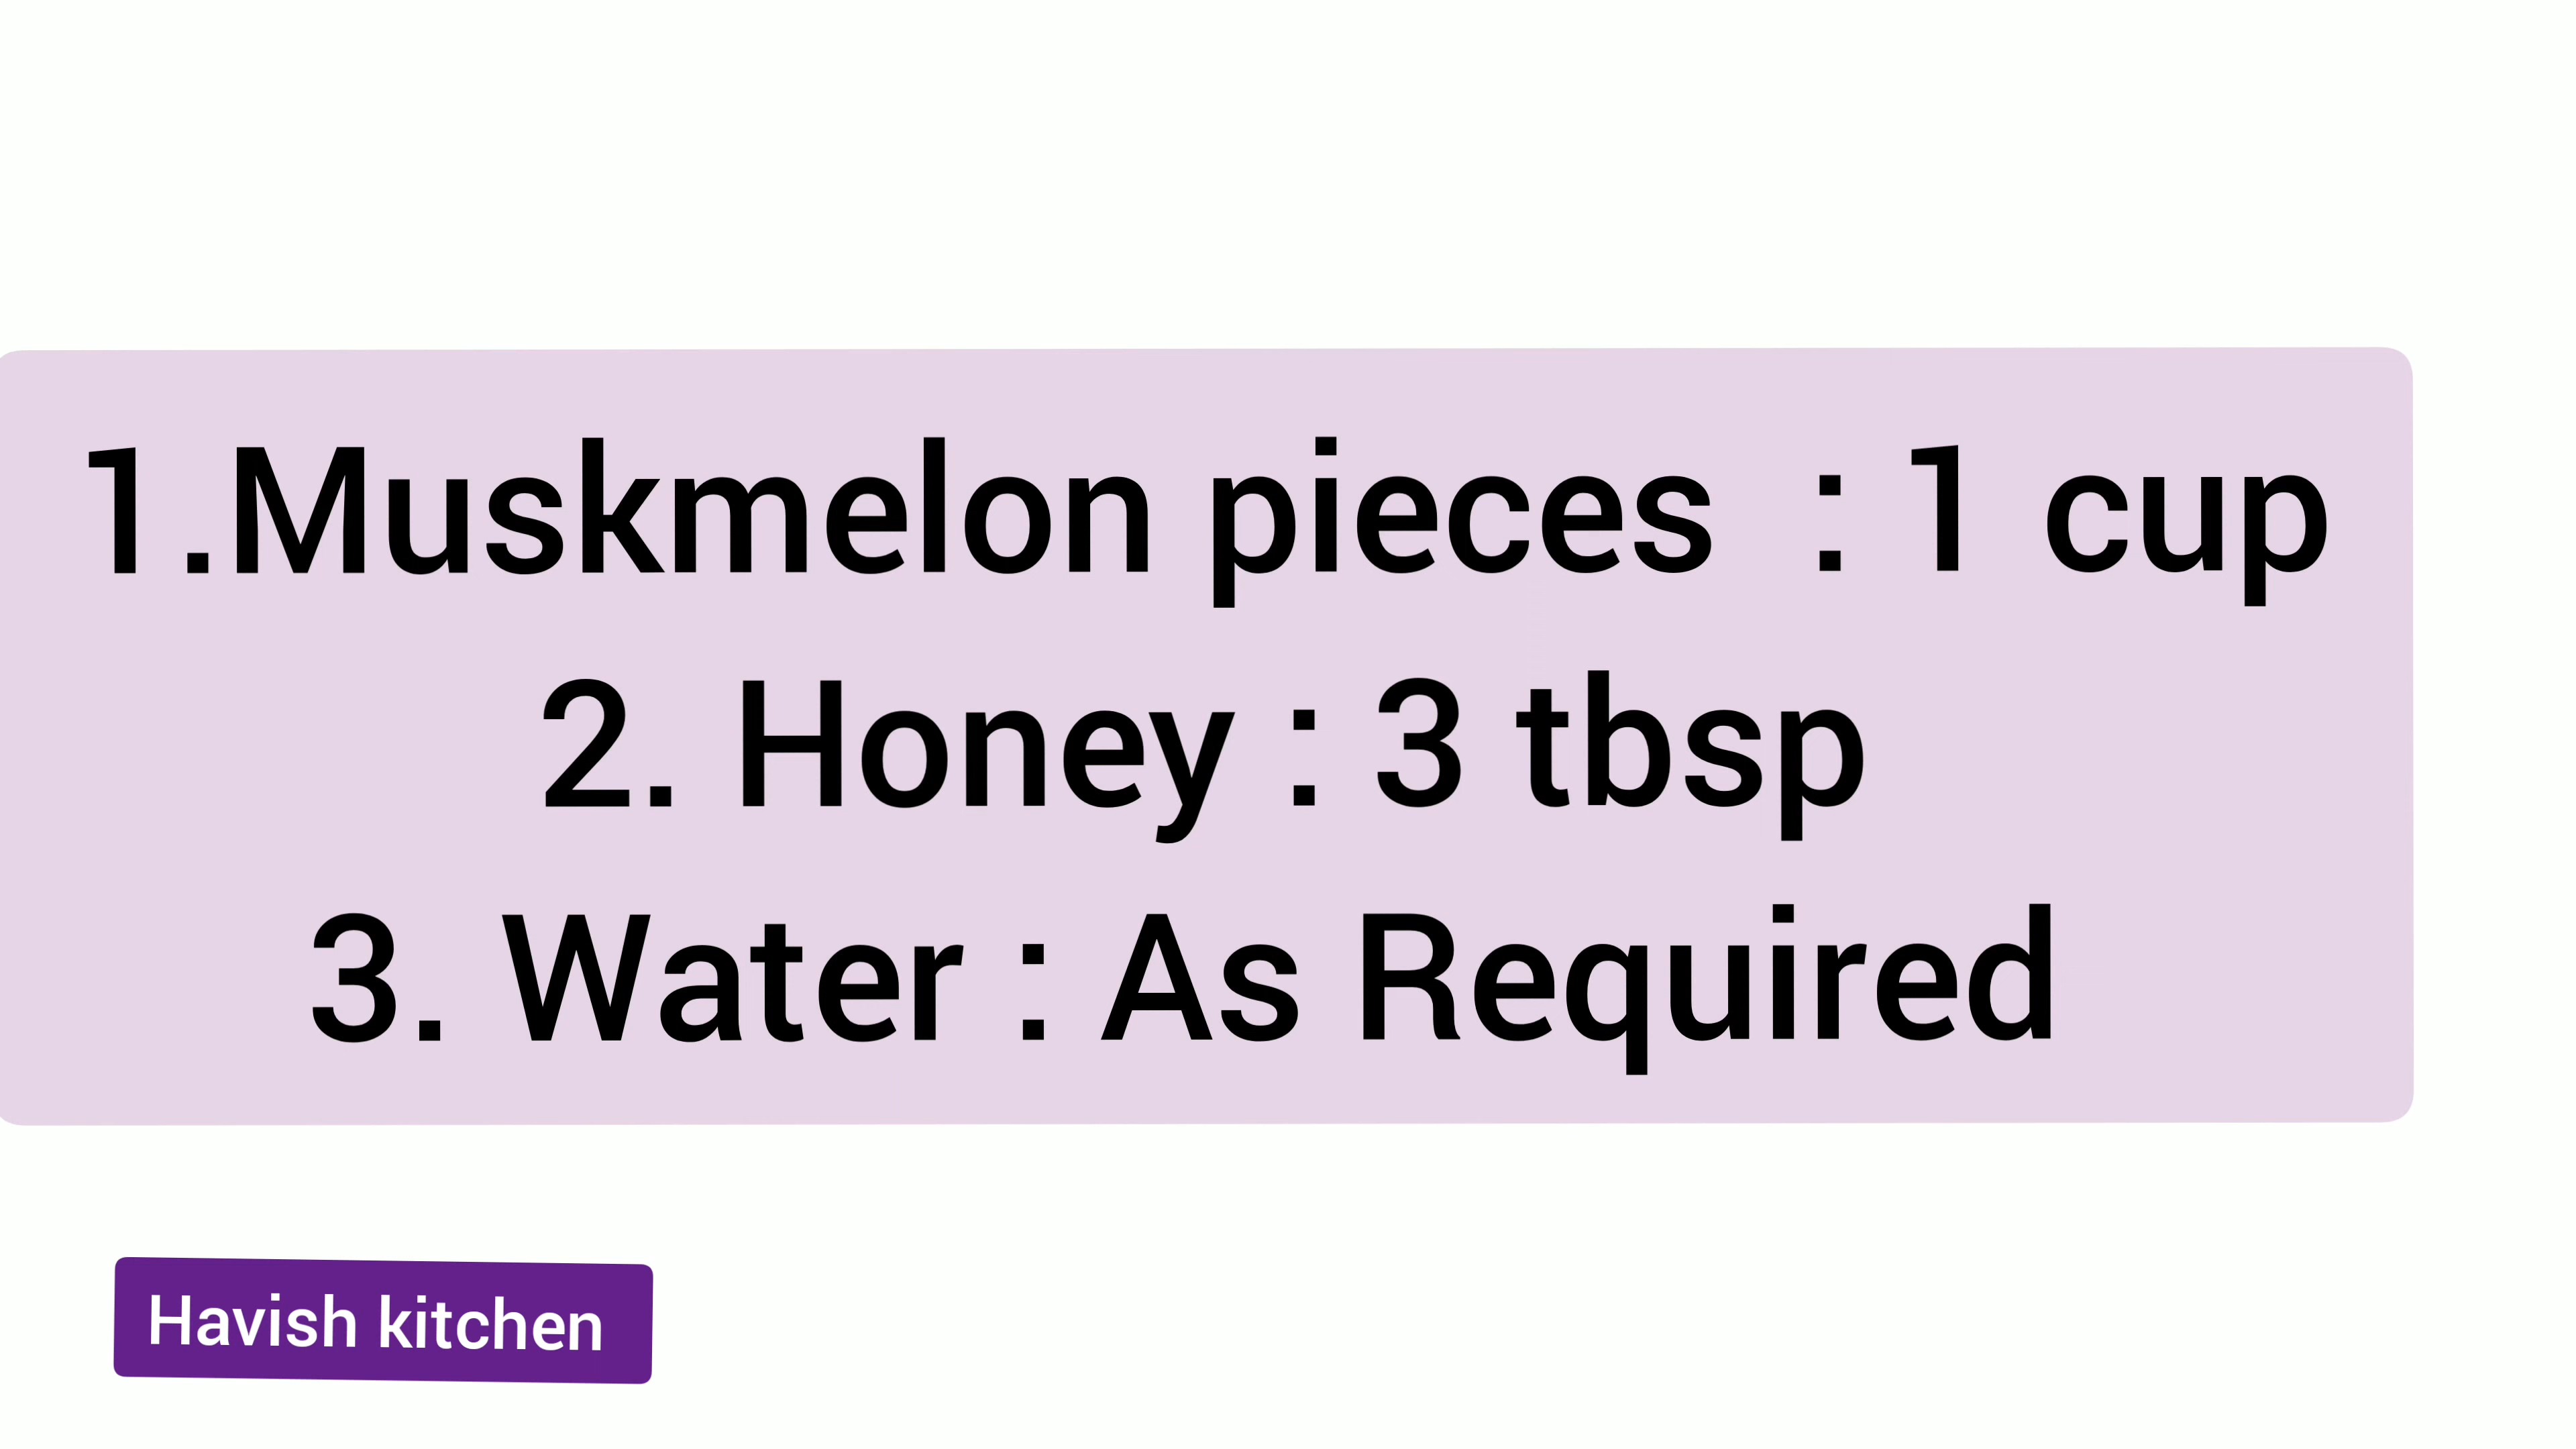 1.Muskmelon pieces  : 1 cup
2. Honey : 3 tbsp
3. Water : As Required
Havish kitchen